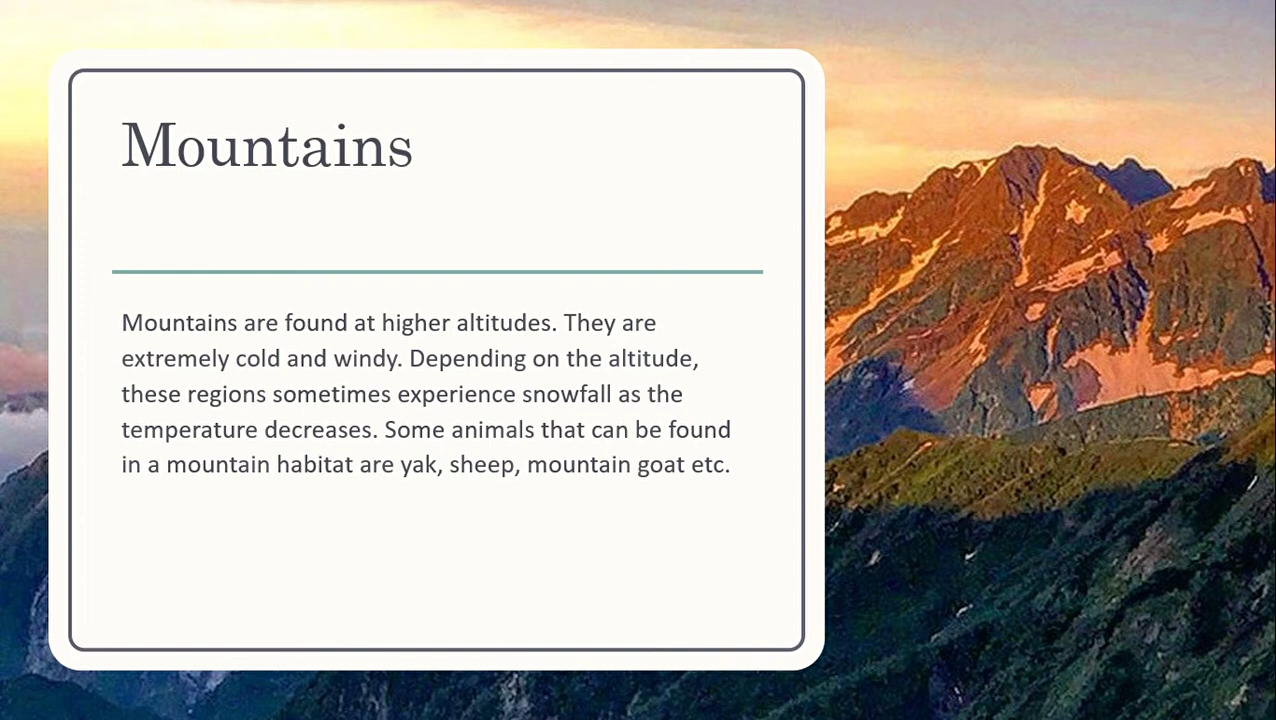 Mountains
Mountains are found at higher altitudes. They are
extremely cold and windy. Depending on the altitude,
these regions sometimes experience snowfall as the
temperature decreases. Some animals that can be found
in a mountain habitat are yak, sheep, mountain goat etc.